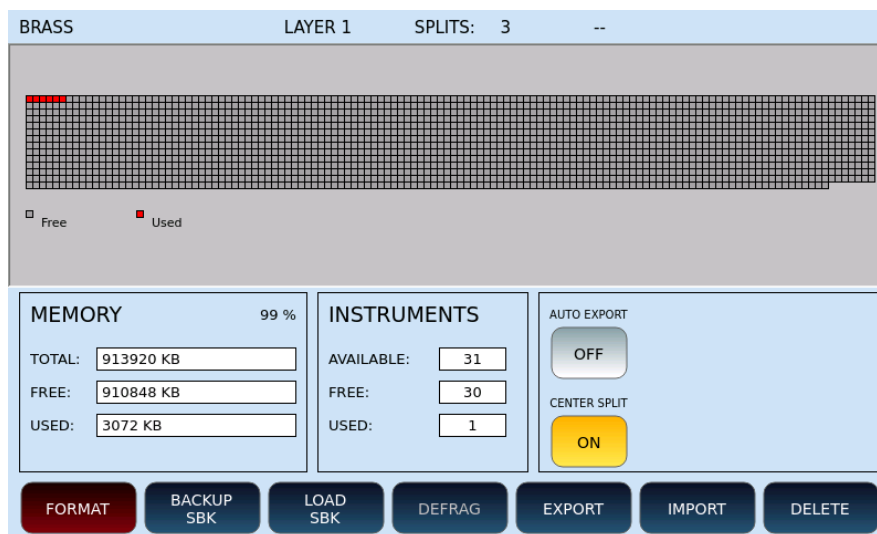 BRASS LAYER 1 SPLITS: 3 --
Free Used
MEMORY 99 %
TOTAL: 913920 KB
FREE: 910848 KB
USED: 3072 KB
INSTRUMENTS
AVAILABLE: 31
FREE: 30
USED: 1
AUTO EXPORT
OFF
CENTER SPLIT
ON
FORMAT
BACKUP
SBK
LOAD
SBK
DEFRAG
EXPORT
IMPORT
DELETE